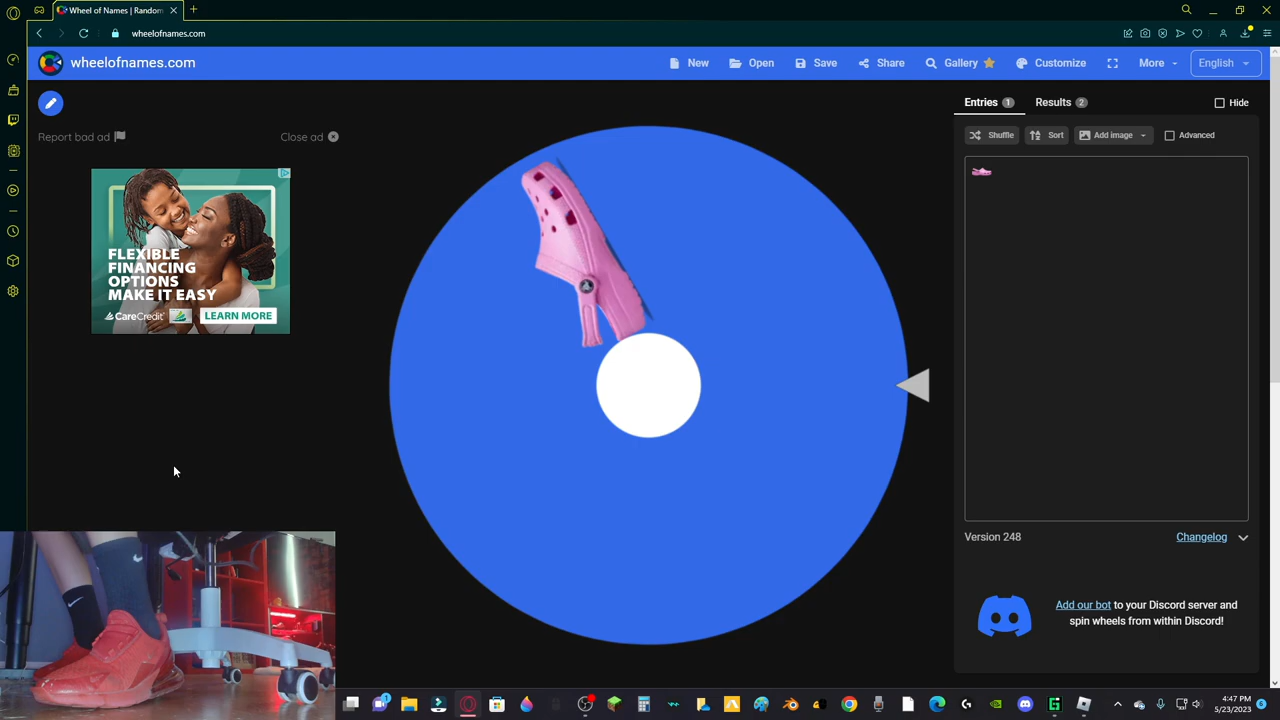 Wheel of Names | Random
wheelofnames.com
wheelofnames.com
New
Open
Save
Share
Gallery
Customize
More
English
Report bad ad
Close ad
FLEXIBLE
FINANCING
OPTIONS
MAKE IT EASY
CareCredit
LEARN MORE
Entries 1
Results 2
Hide
Shuffle
Sort
Add image
Advanced
Version 248
Changelog
Add our bot to your Discord server and
spin wheels from within Discord!
1
4:47 PM
5/23/2023